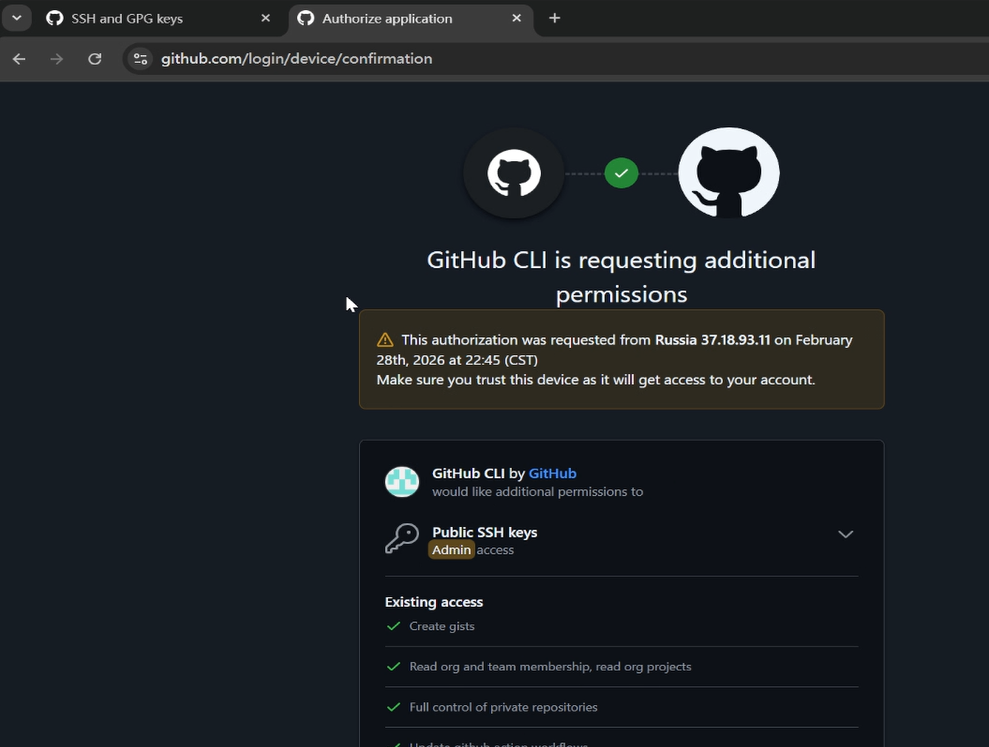 SSH and GPG keys
Authorize application
github.com/login/device/confirmation
GitHub CLI is requesting additional
permissions
This authorization was requested from Russia 37.18.93.11 on February
28th, 2026 at 22:45 (CST)
Make sure you trust this device as it will get access to your account.
GitHub CLI by GitHub
would like additional permissions to
Public SSH keys
Admin access
Existing access
Create gists
Read org and team membership, read org projects
Full control of private repositories
Update github action workflows